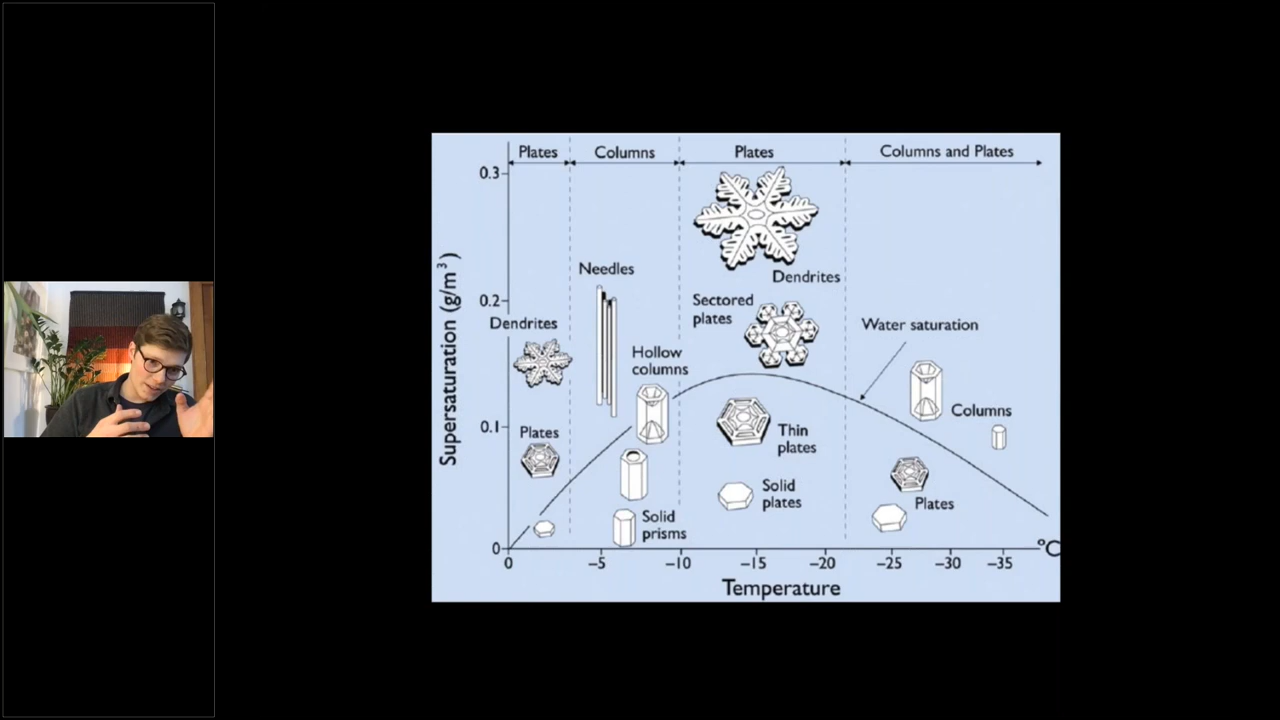 Plates
Columns
Plates
Columns and Plates
0.3
Needles
Dendrites
0.2
Sectored
plates
Dendrites
Water saturation
Hollow
columns
Supersaturation (g/m³)
0.1
Plates
Thin
plates
Columns
Solid
plates
Plates
Solid
prisms
0
°C
0
–5
–10
–15
–20
–25
–30
–35
Temperature